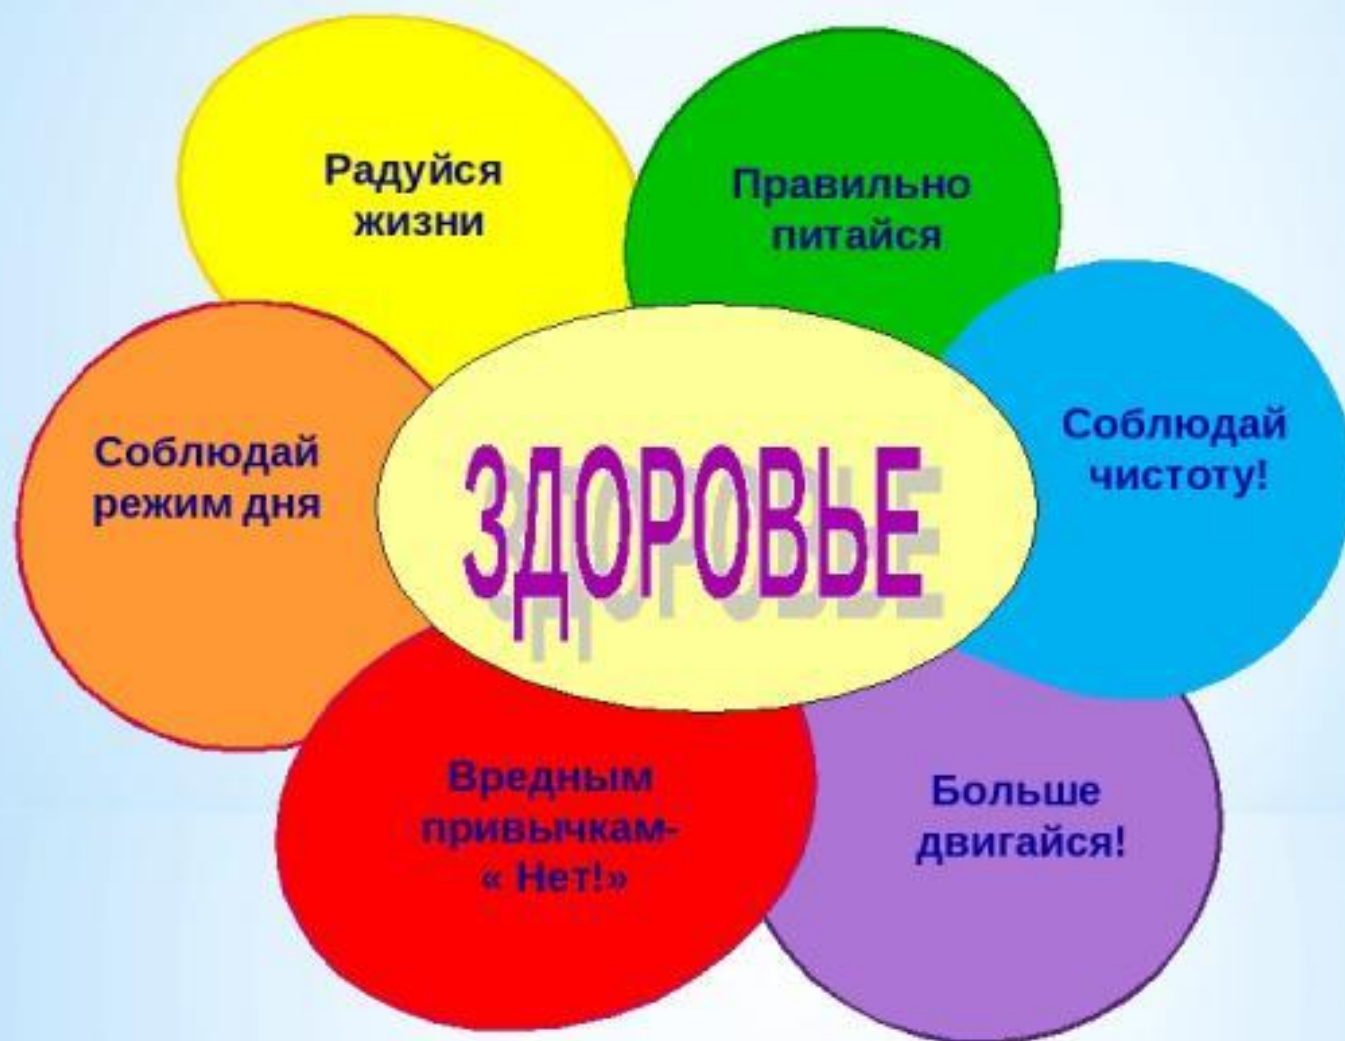 Радуйся
жизни
Правильно
питайся
Соблюдай
режим дня
ЗДОРОВЬЕ
Соблюдай
чистоту!
Вредным
привычкам-
« Нет!»
Больше
двигайся!